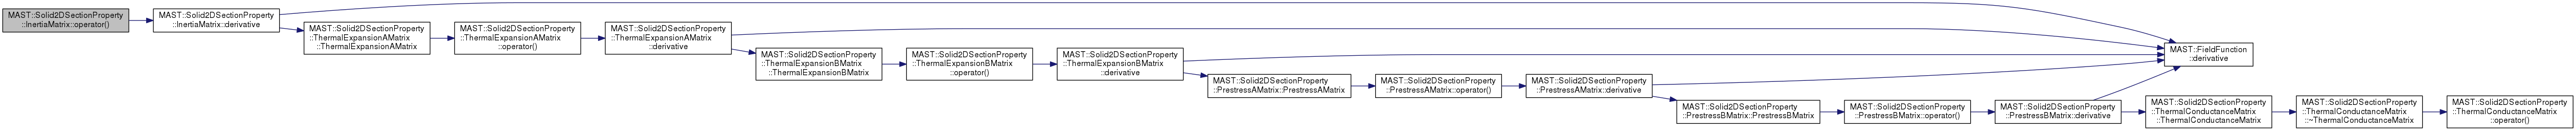 MAST::Solid2DSectionProperty
::InertiaMatrix::operator()
MAST::Solid2DSectionProperty
::InertiaMatrix::derivative
MAST::Solid2DSectionProperty
::ThermalExpansionAMatrix
::ThermalExpansionAMatrix
MAST::Solid2DSectionProperty
::ThermalExpansionAMatrix
::operator()
MAST::Solid2DSectionProperty
::ThermalExpansionAMatrix
::derivative
MAST::Solid2DSectionProperty
::ThermalExpansionBMatrix
::ThermalExpansionBMatrix
MAST::Solid2DSectionProperty
::ThermalExpansionBMatrix
::operator()
MAST::Solid2DSectionProperty
::ThermalExpansionBMatrix
::derivative
MAST::Solid2DSectionProperty
::PrestressAMatrix::PrestressAMatrix
MAST::Solid2DSectionProperty
::PrestressAMatrix::operator()
MAST::Solid2DSectionProperty
::PrestressAMatrix::derivative
MAST::Solid2DSectionProperty
::PrestressBMatrix::PrestressBMatrix
MAST::Solid2DSectionProperty
::PrestressBMatrix::operator()
MAST::Solid2DSectionProperty
::PrestressBMatrix::derivative
MAST::FieldFunction
::derivative
MAST::Solid2DSectionProperty
::ThermalConductanceMatrix
::ThermalConductanceMatrix
MAST::Solid2DSectionProperty
::ThermalConductanceMatrix
::~ThermalConductanceMatrix
MAST::Solid2DSectionProperty
::ThermalConductanceMatrix
::operator()